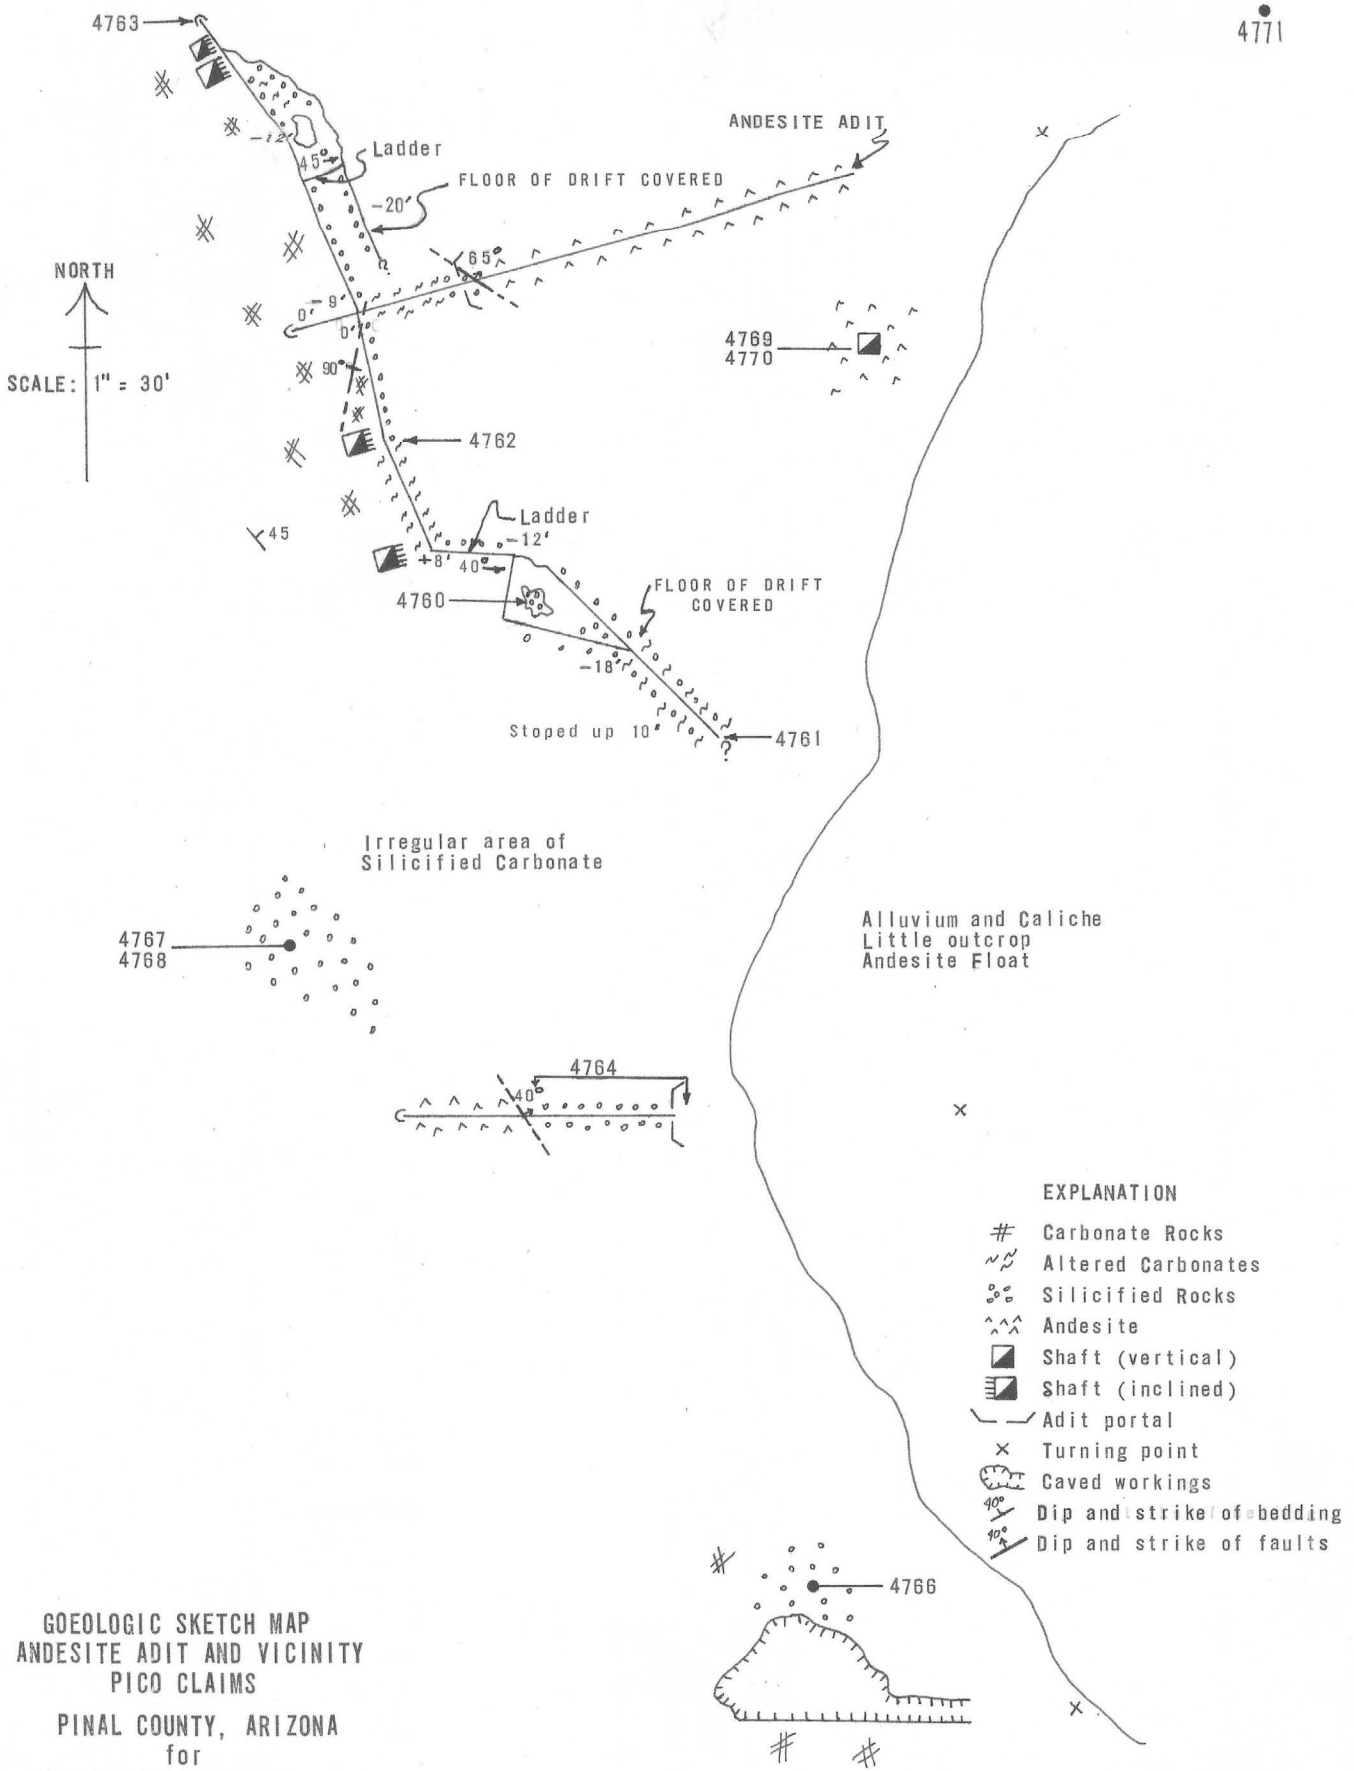 4763
4771
ANDESITE ADIT
-12'
45°
Ladder
FLOOR OF DRIFT COVERED
-20'
?
65°
NORTH
-9'
0'
0'
SCALE: 1" = 30'
4769
4770
90°
4762
45
Ladder
-12'
+8'
40°
4760
FLOOR OF DRIFT
COVERED
-18'
Stoped up 10'
4761
?
Irregular area of
Silicified Carbonate
4767
4768
Alluvium and Caliche
Little outcrop
Andesite Float
4764
40°
EXPLANATION
Carbonate Rocks
Altered Carbonates
Silicified Rocks
Andesite
Shaft (vertical)
Shaft (inclined)
Adit portal
Turning point
Caved workings
40°
Dip and strike of bedding
40°
Dip and strike of faults
4766
GOEOLOGIC SKETCH MAP
ANDESITE ADIT AND VICINITY
PICO CLAIMS
PINAL COUNTY, ARIZONA
for